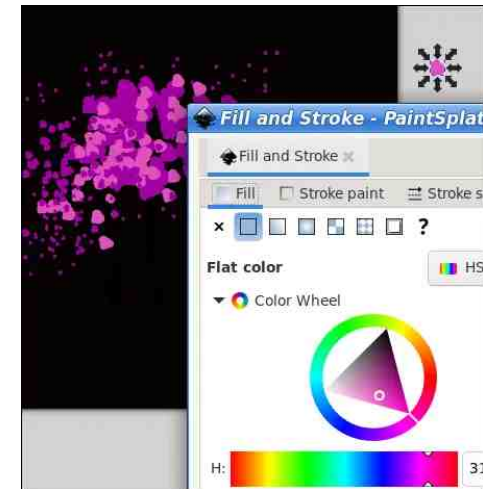 Fill and Stroke - PaintSplat
Fill and Stroke
Fill Stroke paint Stroke s
× ?
Flat color HS
Color Wheel
H: 31